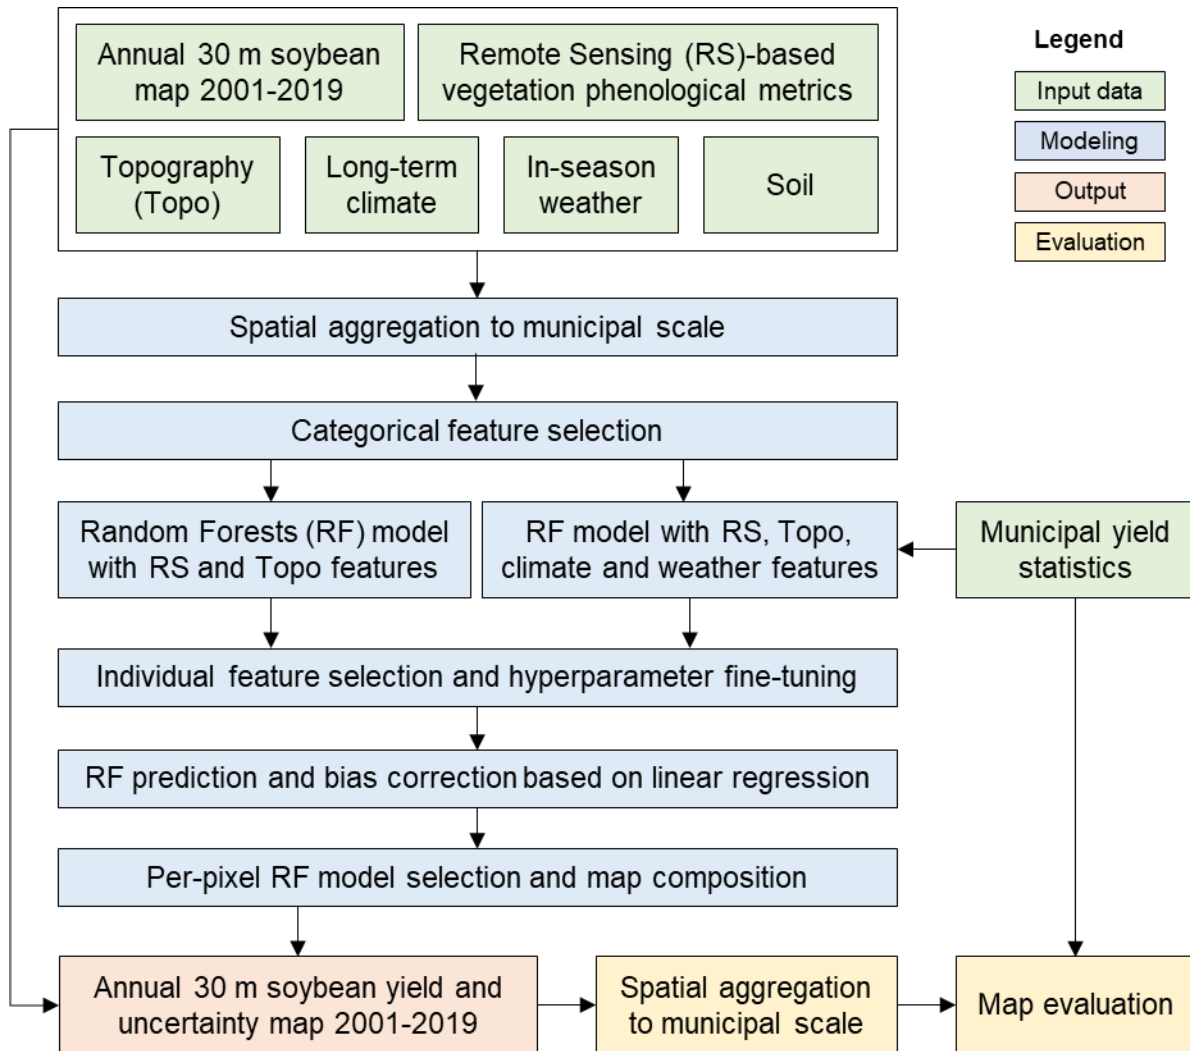 Annual 30 m soybean
map 2001-2019
Remote Sensing (RS)-based
vegetation phenological metrics
Topography
(Topo)
Long-term
climate
In-season
weather
Soil
Legend
Input data
Modeling
Output
Evaluation
Spatial aggregation to municipal scale
Categorical feature selection
Random Forests (RF) model
with RS and Topo features
RF model with RS, Topo,
climate and weather features
Municipal yield
statistics
Individual feature selection and hyperparameter fine-tuning
RF prediction and bias correction based on linear regression
Per-pixel RF model selection and map composition
Annual 30 m soybean yield and
uncertainty map 2001-2019
Spatial aggregation
to municipal scale
Map evaluation